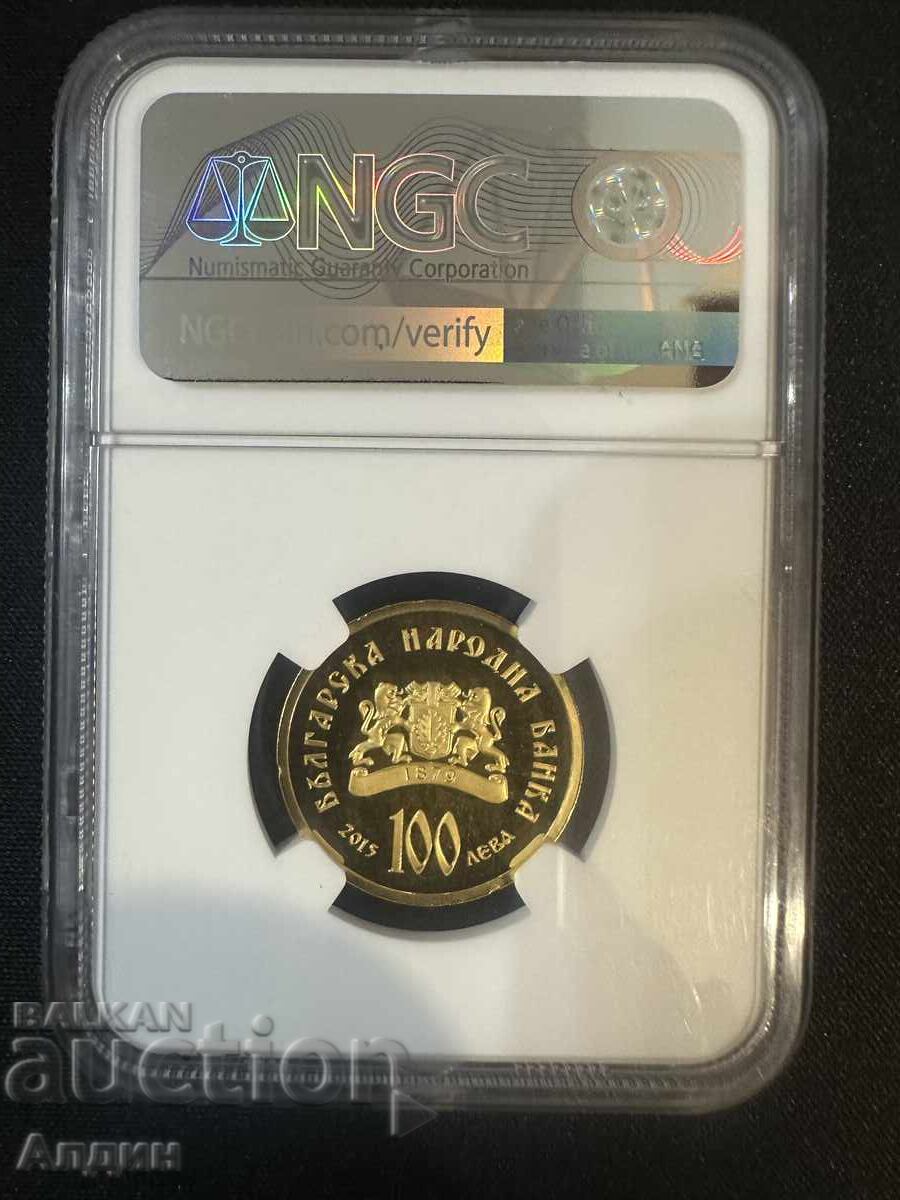 NGC
Numismatic Guaranty Corporation
.com/verify
БЪЛГАРСКА НАРОДНА БАНКА
1879
2015 100 ЛЕВА
BALKAN
auction
Алдин